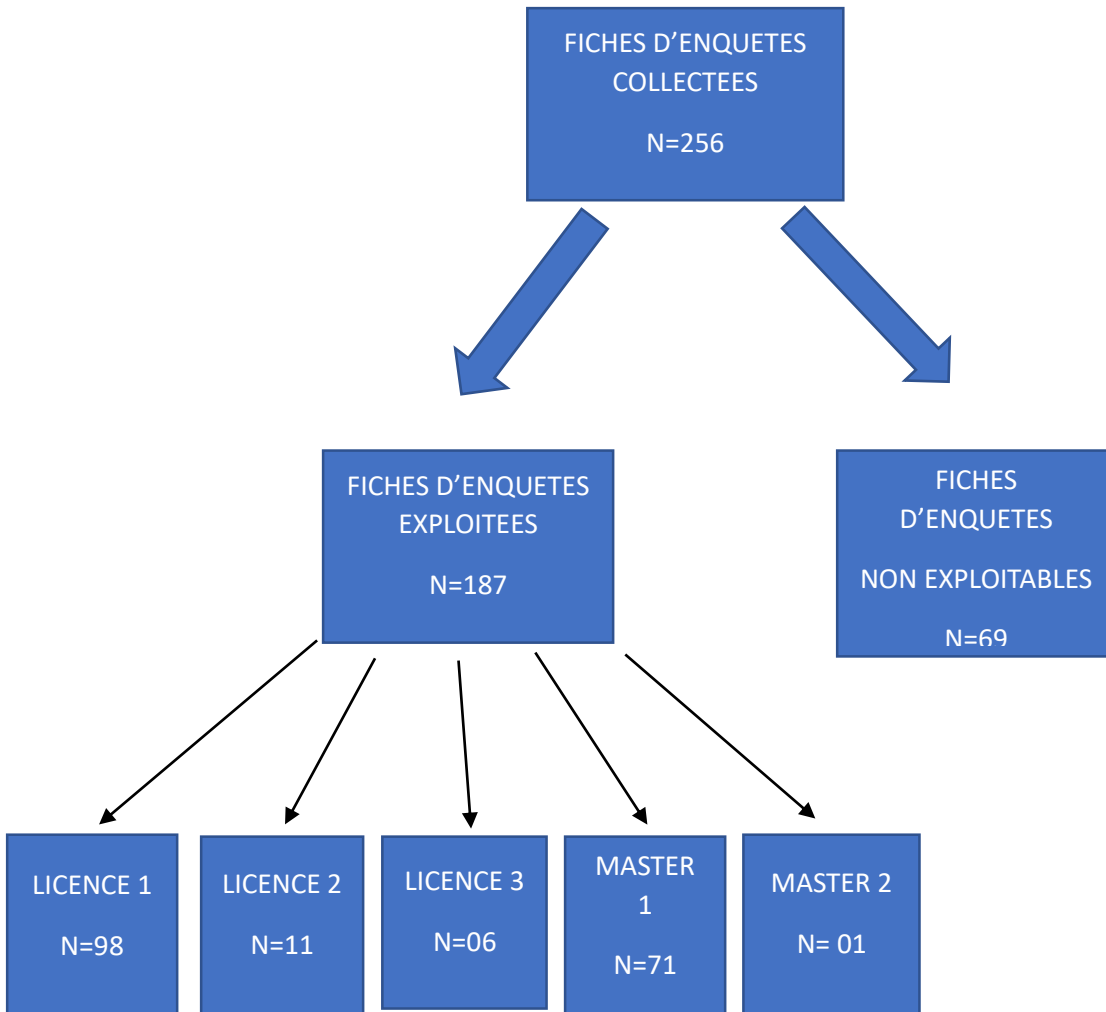 FICHES D’ENQUETES
COLLECTEES
N=256
FICHES D’ENQUETES
EXPLOITEES
N=187
FICHES
D’ENQUETES
NON EXPLOITABLES
N=69
LICENCE 1
N=98
LICENCE 2
N=11
LICENCE 3
N=06
MASTER
1
N=71
MASTER 2
N= 01